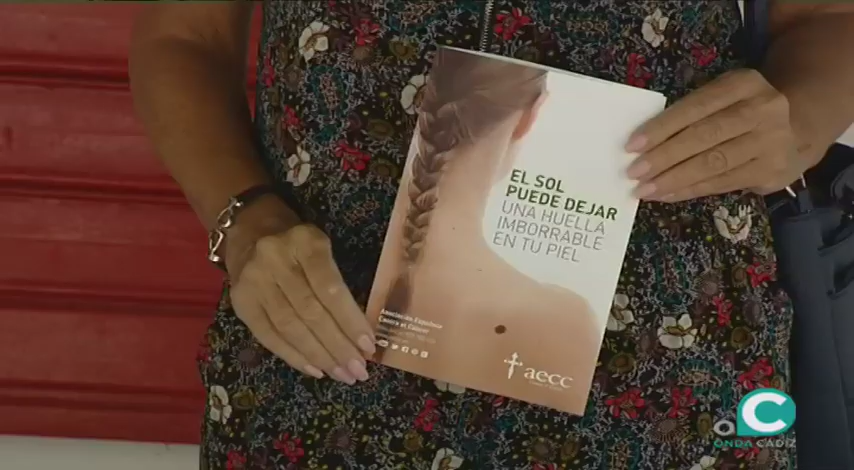 EL SOL
PUEDE DEJAR
UNA HUELLA
IMBORRABLE
EN TU PIEL
Asociación Española
Contra el Cáncer
aecc
C
ONDA CÁDIZ